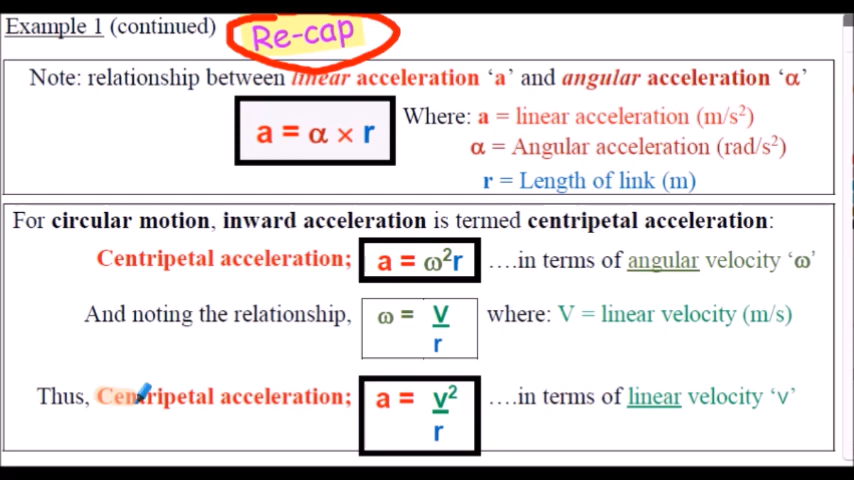 Example 1 (continued) Re-cap
Note: relationship between linear acceleration ‘a’ and angular acceleration ‘α’
a = α × r
Where: a = linear acceleration (m/s²)
α = Angular acceleration (rad/s²)
r = Length of link (m)
For circular motion, inward acceleration is termed centripetal acceleration:
Centripetal acceleration; a = ω²r ….in terms of angular velocity ‘ω’
And noting the relationship, ω = V where: V = linear velocity (m/s)
r
Thus, Centripetal acceleration; a = v² ….in terms of linear velocity ‘v’
r